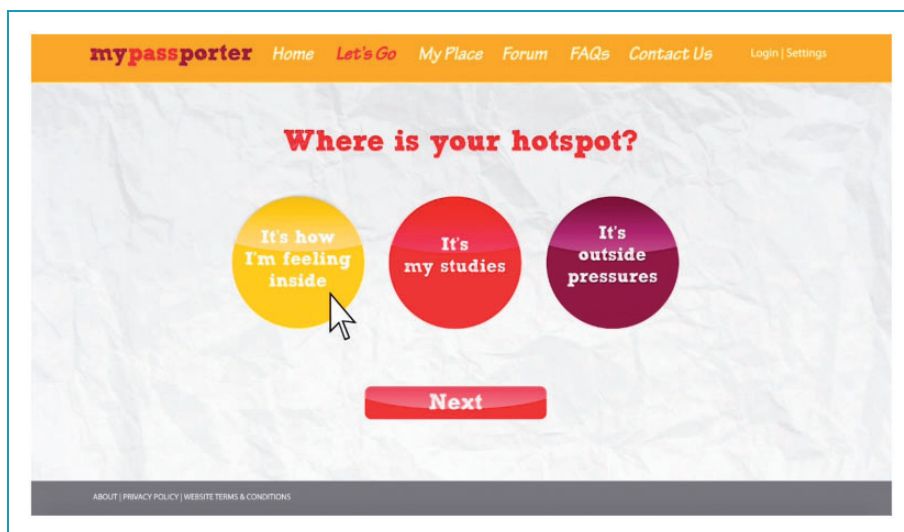 mypassporter Home Let's Go My Place Forum FAQs Contact Us Login | Settings
Where is your hotspot?
It's how
I'm feeling
inside
It's
my studies
It's
outside
pressures
Next
ABOUT | PRIVACY POLICY | WEBSITE TERMS & CONDITIONS